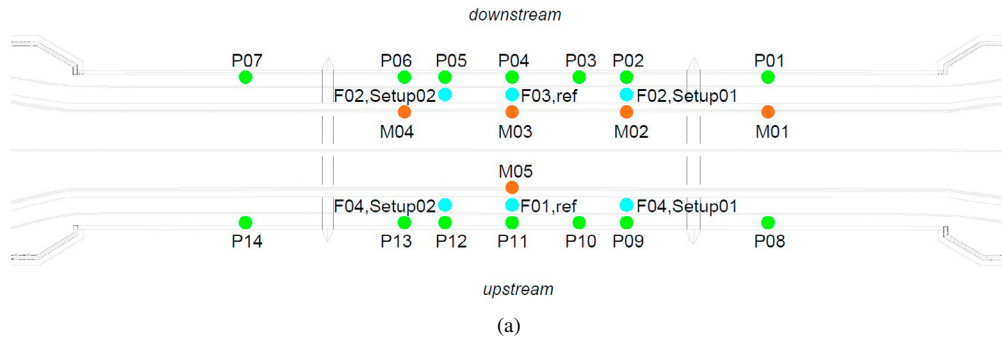 downstream
P07 P06 P05 P04 P03 P02 P01
F02,Setup02 F03,ref F02,Setup01
M04 M03 M02 M01
M05
F04,Setup02 F01,ref F04,Setup01
P14 P13 P12 P11 P10 P09 P08
upstream
(a)